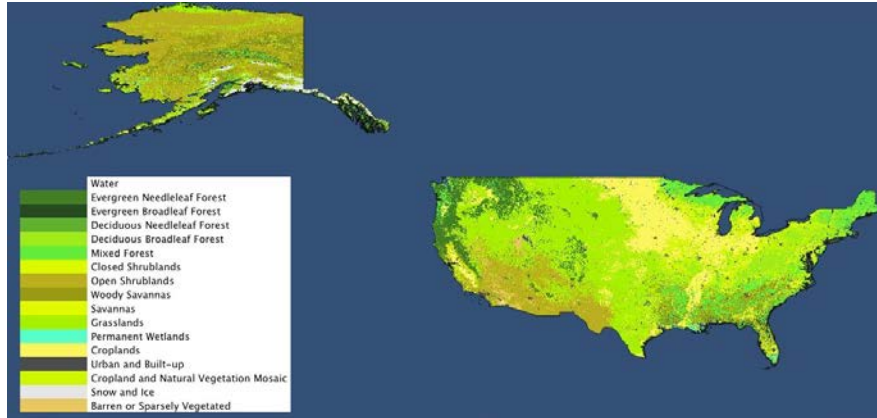 Water
Evergreen Needleleaf Forest
Evergreen Broadleaf Forest
Deciduous Needleleaf Forest
Deciduous Broadleaf Forest
Mixed Forest
Closed Shrublands
Open Shrublands
Woody Savannas
Savannas
Grasslands
Permanent Wetlands
Croplands
Urban and Built-up
Cropland and Natural Vegetation Mosaic
Snow and Ice
Barren or Sparsely Vegetated